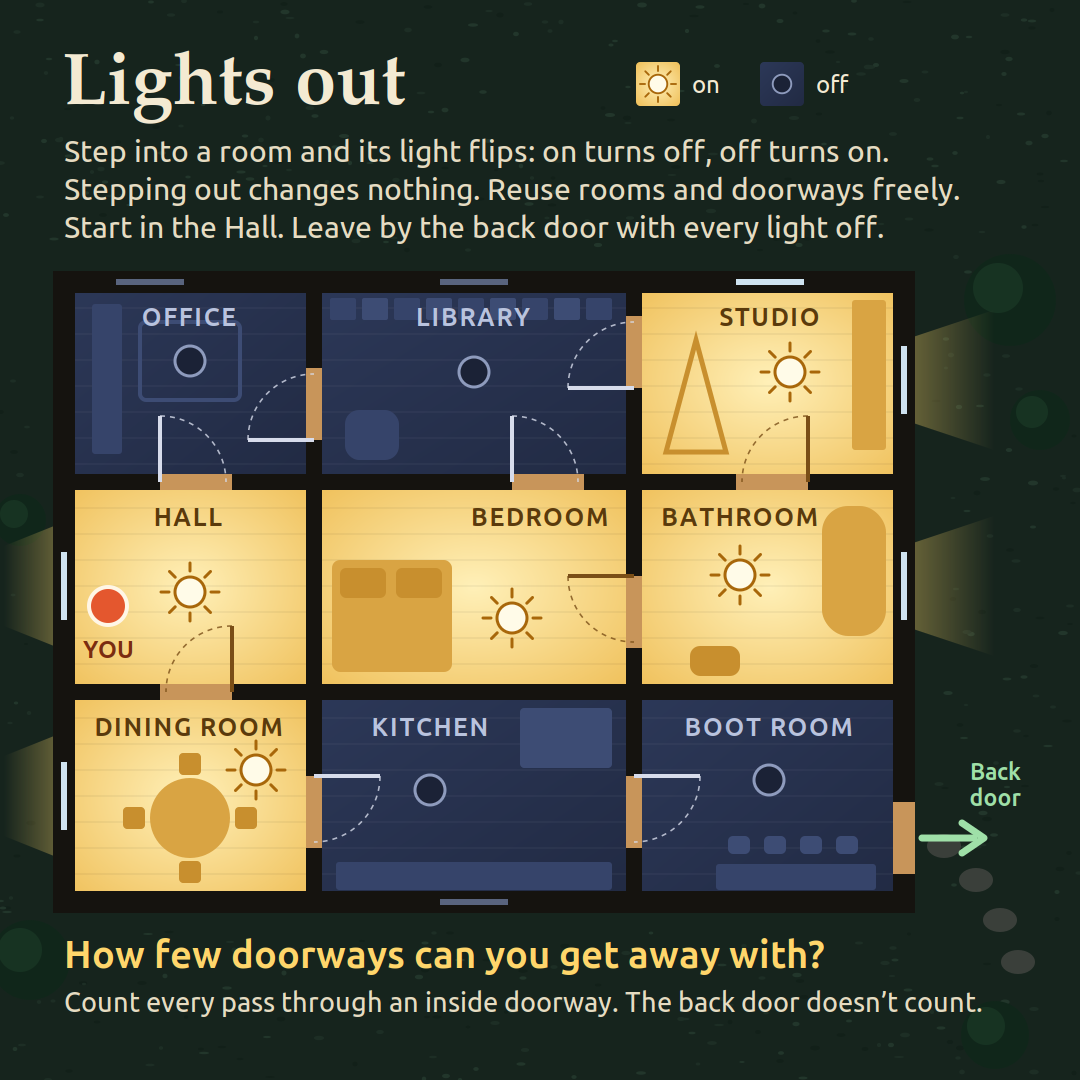 Lights out
on
off
Step into a room and its light flips: on turns off, off turns on.
Stepping out changes nothing. Reuse rooms and doorways freely.
Start in the Hall. Leave by the back door with every light off.
OFFICE
LIBRARY
STUDIO
HALL
BEDROOM
BATHROOM
YOU
DINING ROOM
KITCHEN
BOOT ROOM
Back
door
How few doorways can you get away with?
Count every pass through an inside doorway. The back door doesn’t count.